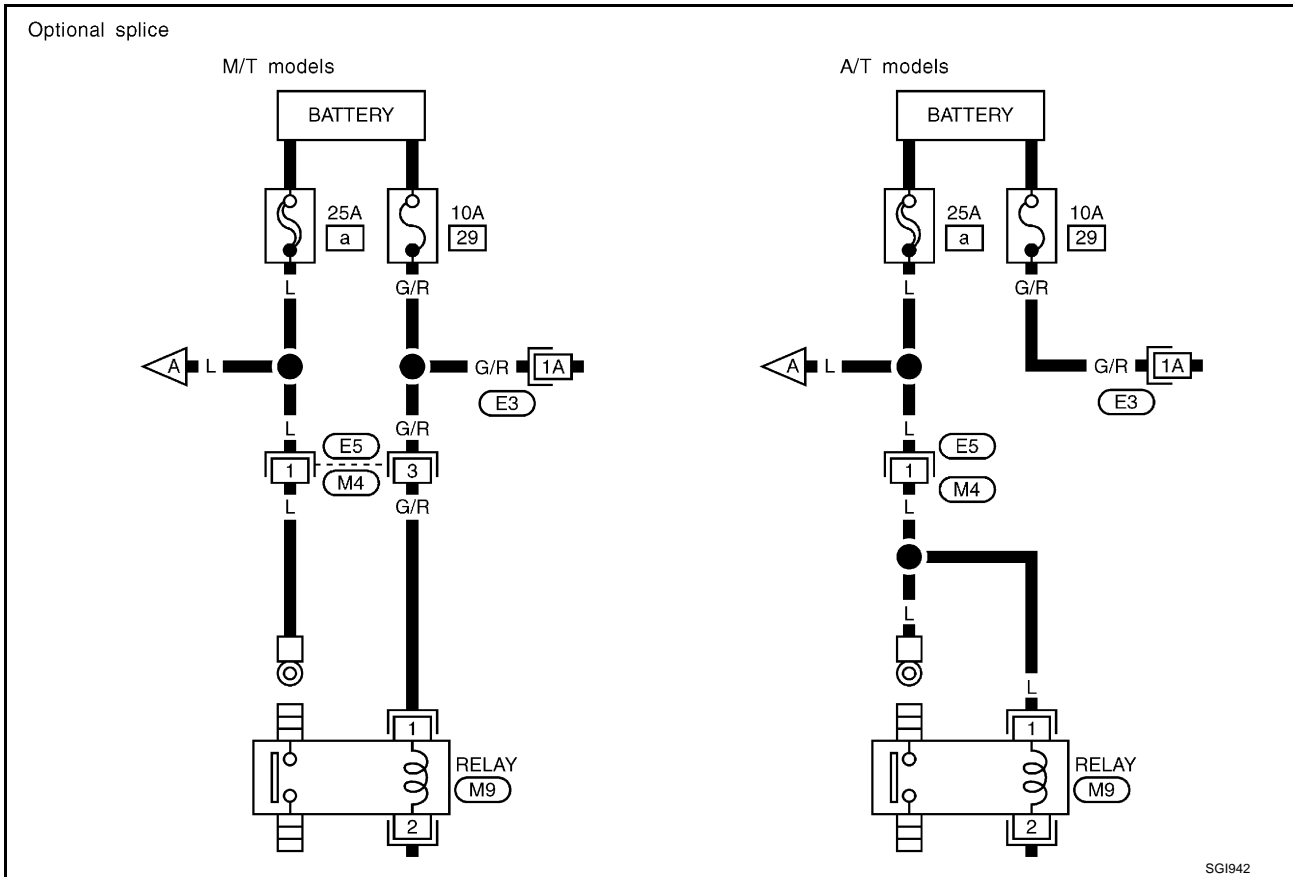 Optional splice
M/T models
BATTERY
25A
a
10A
29
L
G/R
A
L
G/R
1A
E3
L
G/R
1
E5
M4
3
L
G/R
1
RELAY
M9
2
A/T models
BATTERY
25A
a
10A
29
L
G/R
A
L
G/R
1A
E3
L
1
E5
M4
L
L
L
1
RELAY
M9
2
SGI942